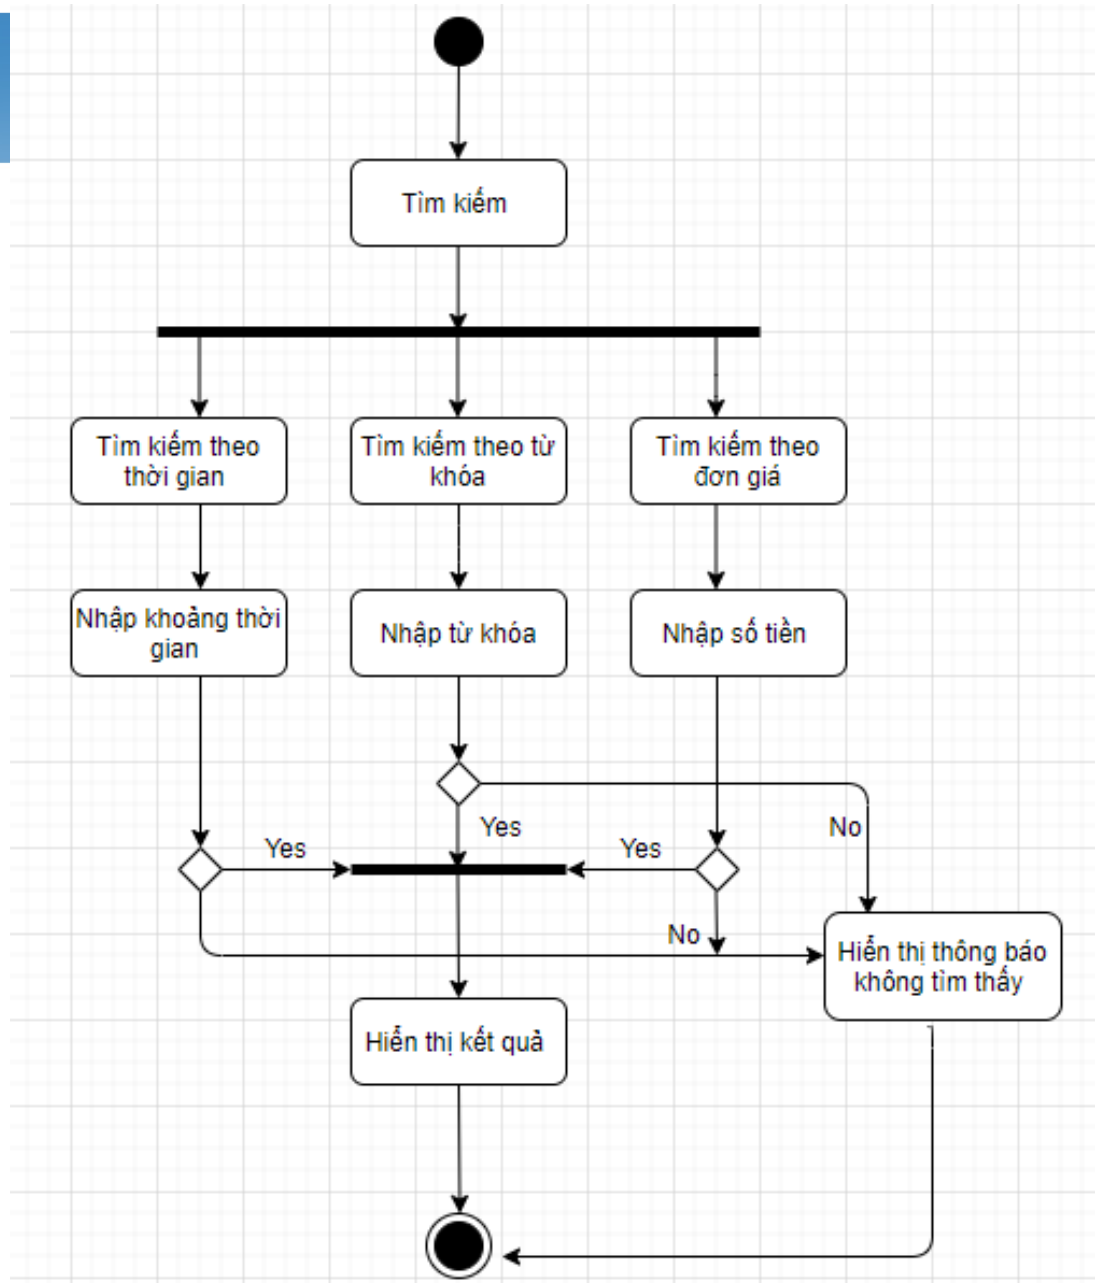 Tìm kiếm
Tìm kiếm theo
thời gian
Tìm kiếm theo từ
khóa
Tìm kiếm theo
đơn giá
Nhập khoảng thời
gian
Nhập từ khóa
Nhập số tiền
Yes
Yes
Yes
No
No
Hiển thị thông báo
không tìm thấy
Hiển thị kết quả